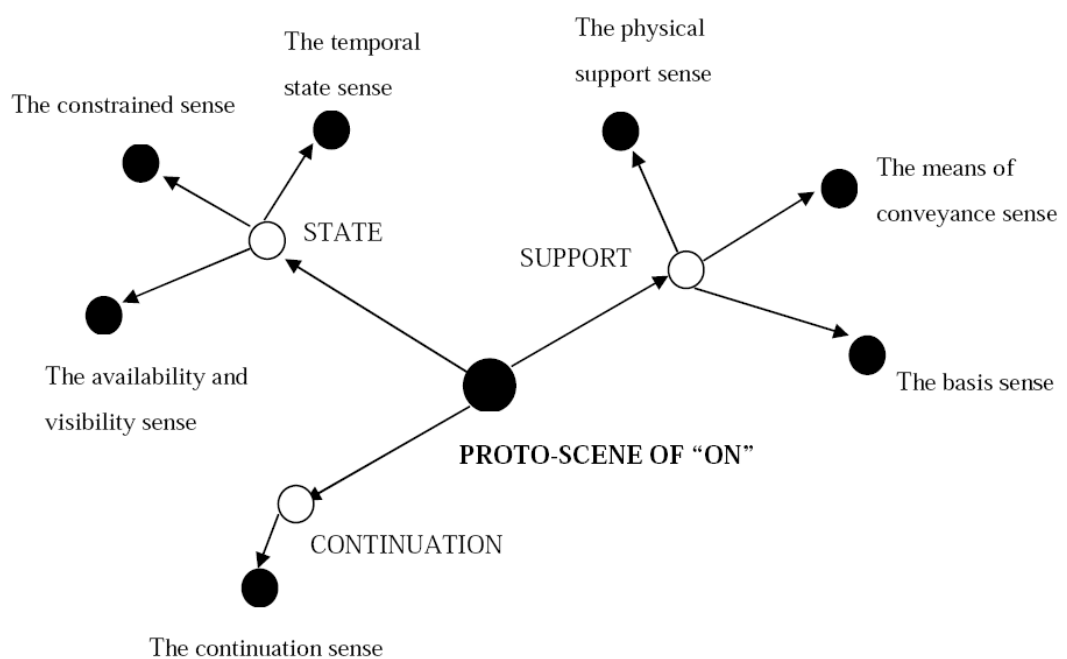 The temporal
state sense
The physical
support sense
The constrained sense
The means of
conveyance sense
STATE
SUPPORT
The availability and
visibility sense
The basis sense
PROTO-SCENE OF “ON”
CONTINUATION
The continuation sense